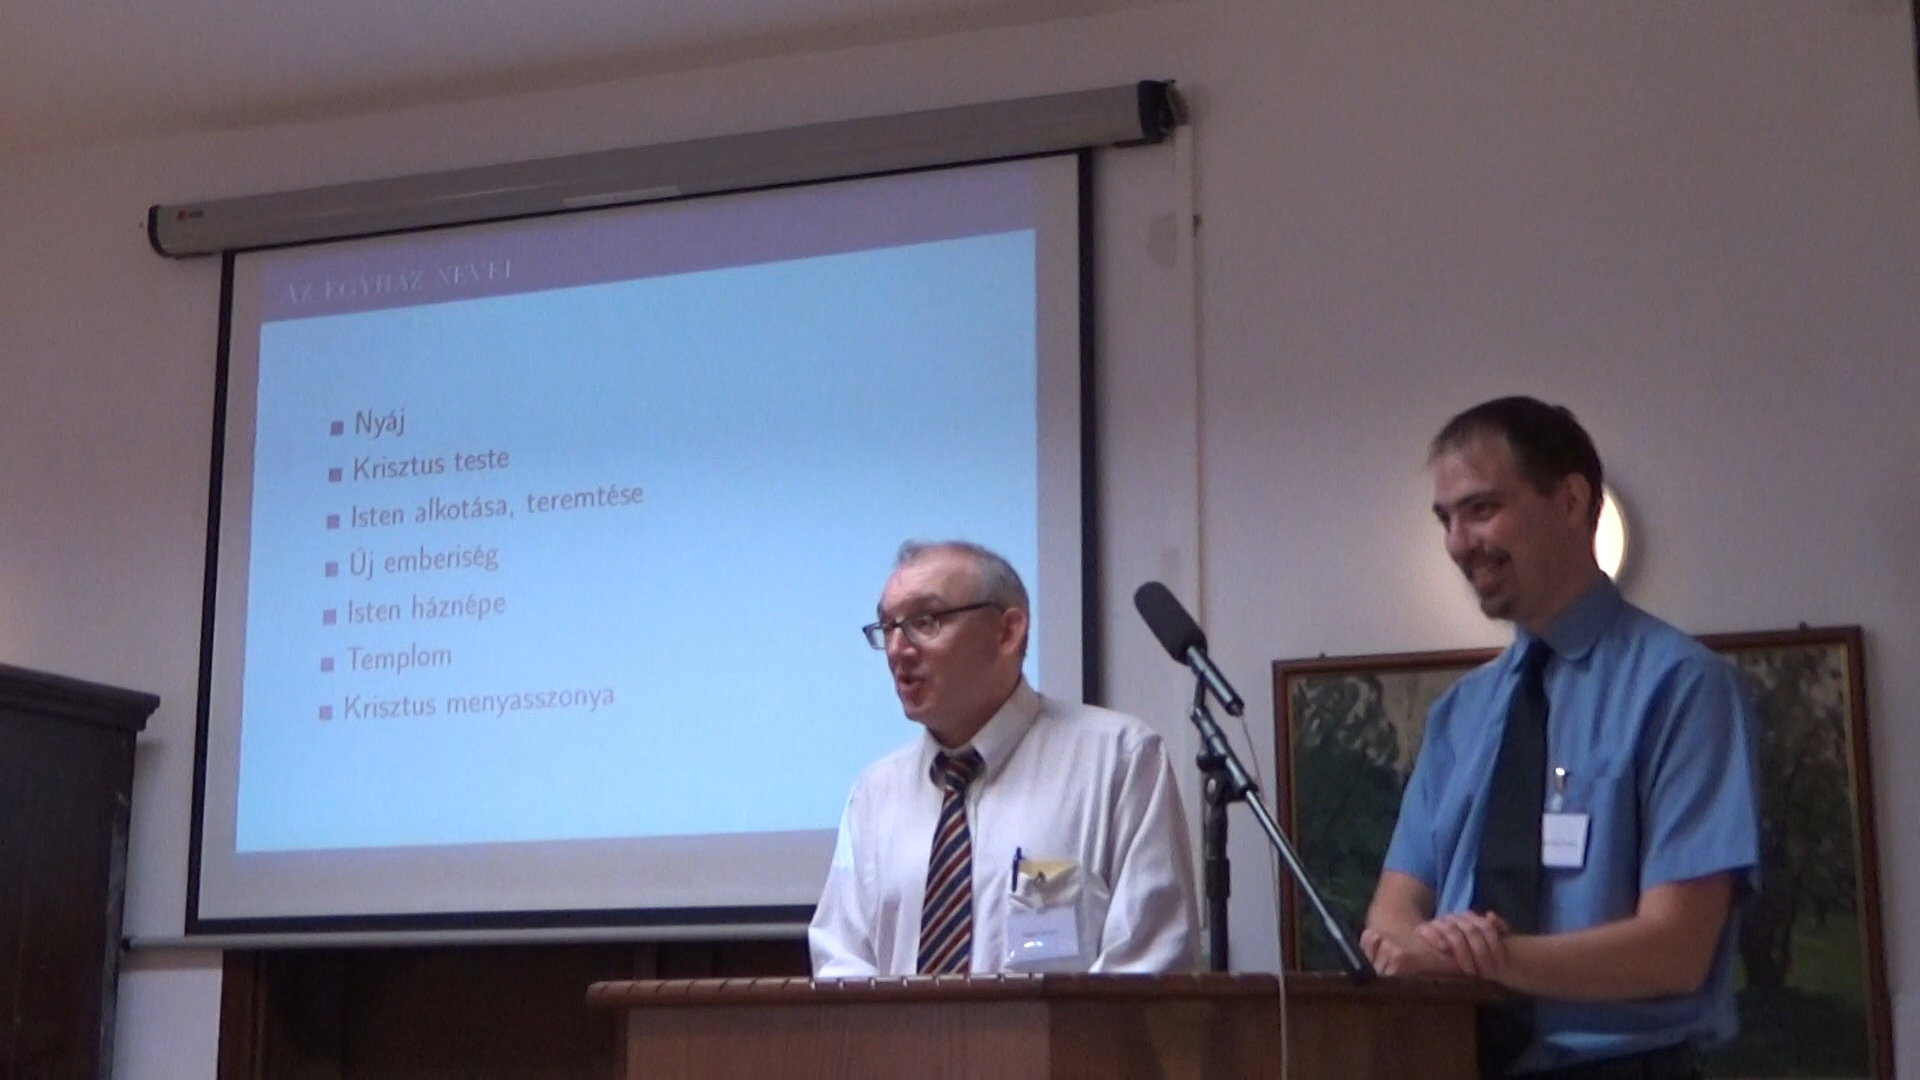 AZ EGYHÁZ NEVEI
Nyáj
Krisztus teste
Isten alkotása, teremtése
Új emberiség
Isten háznépe
Templom
Krisztus menyasszonya